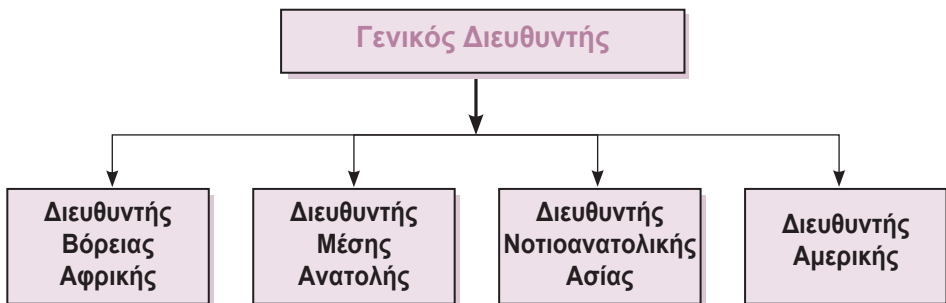 Γενικός Διευθυντής
Διευθυντής
Βόρειας
Αφρικής
Διευθυντής
Μέσης
Ανατολής
Διευθυντής
Νοτιοανατολικής
Ασίας
Διευθυντής
Αμερικής